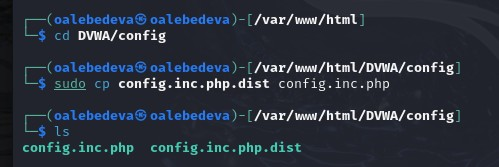 ┌──(oalebedeva㉿oalebedeva)-[/var/www/html]
└─$ cd DVWA/config
┌──(oalebedeva㉿oalebedeva)-[/var/www/html/DVWA/config]
└─$ sudo cp config.inc.php.dist config.inc.php
┌──(oalebedeva㉿oalebedeva)-[/var/www/html/DVWA/config]
└─$ ls
config.inc.php  config.inc.php.dist